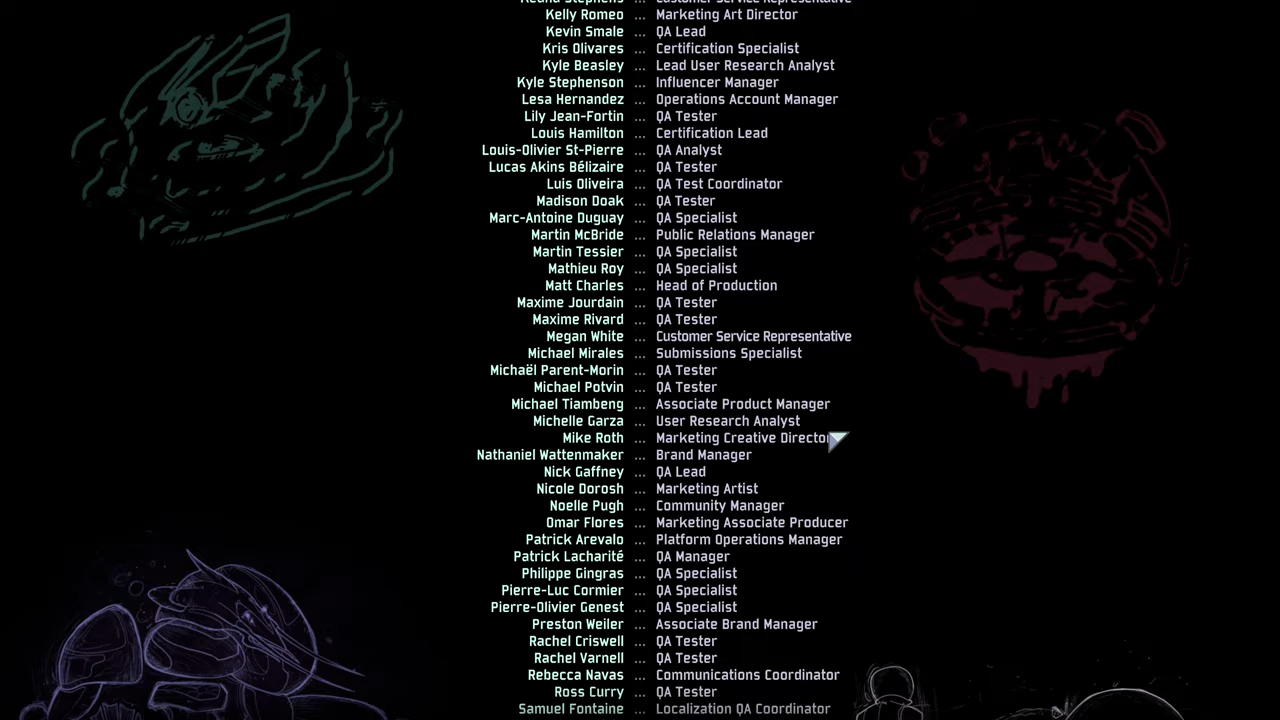 Customer Service Representative
Kelly Romeo ... Marketing Art Director
Kevin Smale ... QA Lead
Kris Olivares ... Certification Specialist
Kyle Beasley ... Lead User Research Analyst
Kyle Stephenson ... Influencer Manager
Lesa Hernandez ... Operations Account Manager
Lily Jean-Fortin ... QA Tester
Louis Hamilton ... Certification Lead
Louis-Olivier St-Pierre ... QA Analyst
Lucas Akins Bélizaire ... QA Tester
Luis Oliveira ... QA Test Coordinator
Madison Doak ... QA Tester
Marc-Antoine Duguay ... QA Specialist
Martin McBride ... Public Relations Manager
Martin Tessier ... QA Specialist
Mathieu Roy ... QA Specialist
Matt Charles ... Head of Production
Maxime Jourdain ... QA Tester
Maxime Rivard ... QA Tester
Megan White ... Customer Service Representative
Michael Mirales ... Submissions Specialist
Michaël Parent-Morin ... QA Tester
Michael Potvin ... QA Tester
Michael Tiambeng ... Associate Product Manager
Michelle Garza ... User Research Analyst
Mike Roth ... Marketing Creative Director
Nathaniel Wattenmaker ... Brand Manager
Nick Gaffney ... QA Lead
Nicole Dorosh ... Marketing Artist
Noelle Pugh ... Community Manager
Omar Flores ... Marketing Associate Producer
Patrick Arevalo ... Platform Operations Manager
Patrick Lacharité ... QA Manager
Philippe Gingras ... QA Specialist
Pierre-Luc Cormier ... QA Specialist
Pierre-Olivier Genest ... QA Specialist
Preston Weiler ... Associate Brand Manager
Rachel Criswell ... QA Tester
Rachel Varnell ... QA Tester
Rebecca Navas ... Communications Coordinator
Ross Curry ... QA Tester
Samuel Fontaine ... Localization QA Coordinator